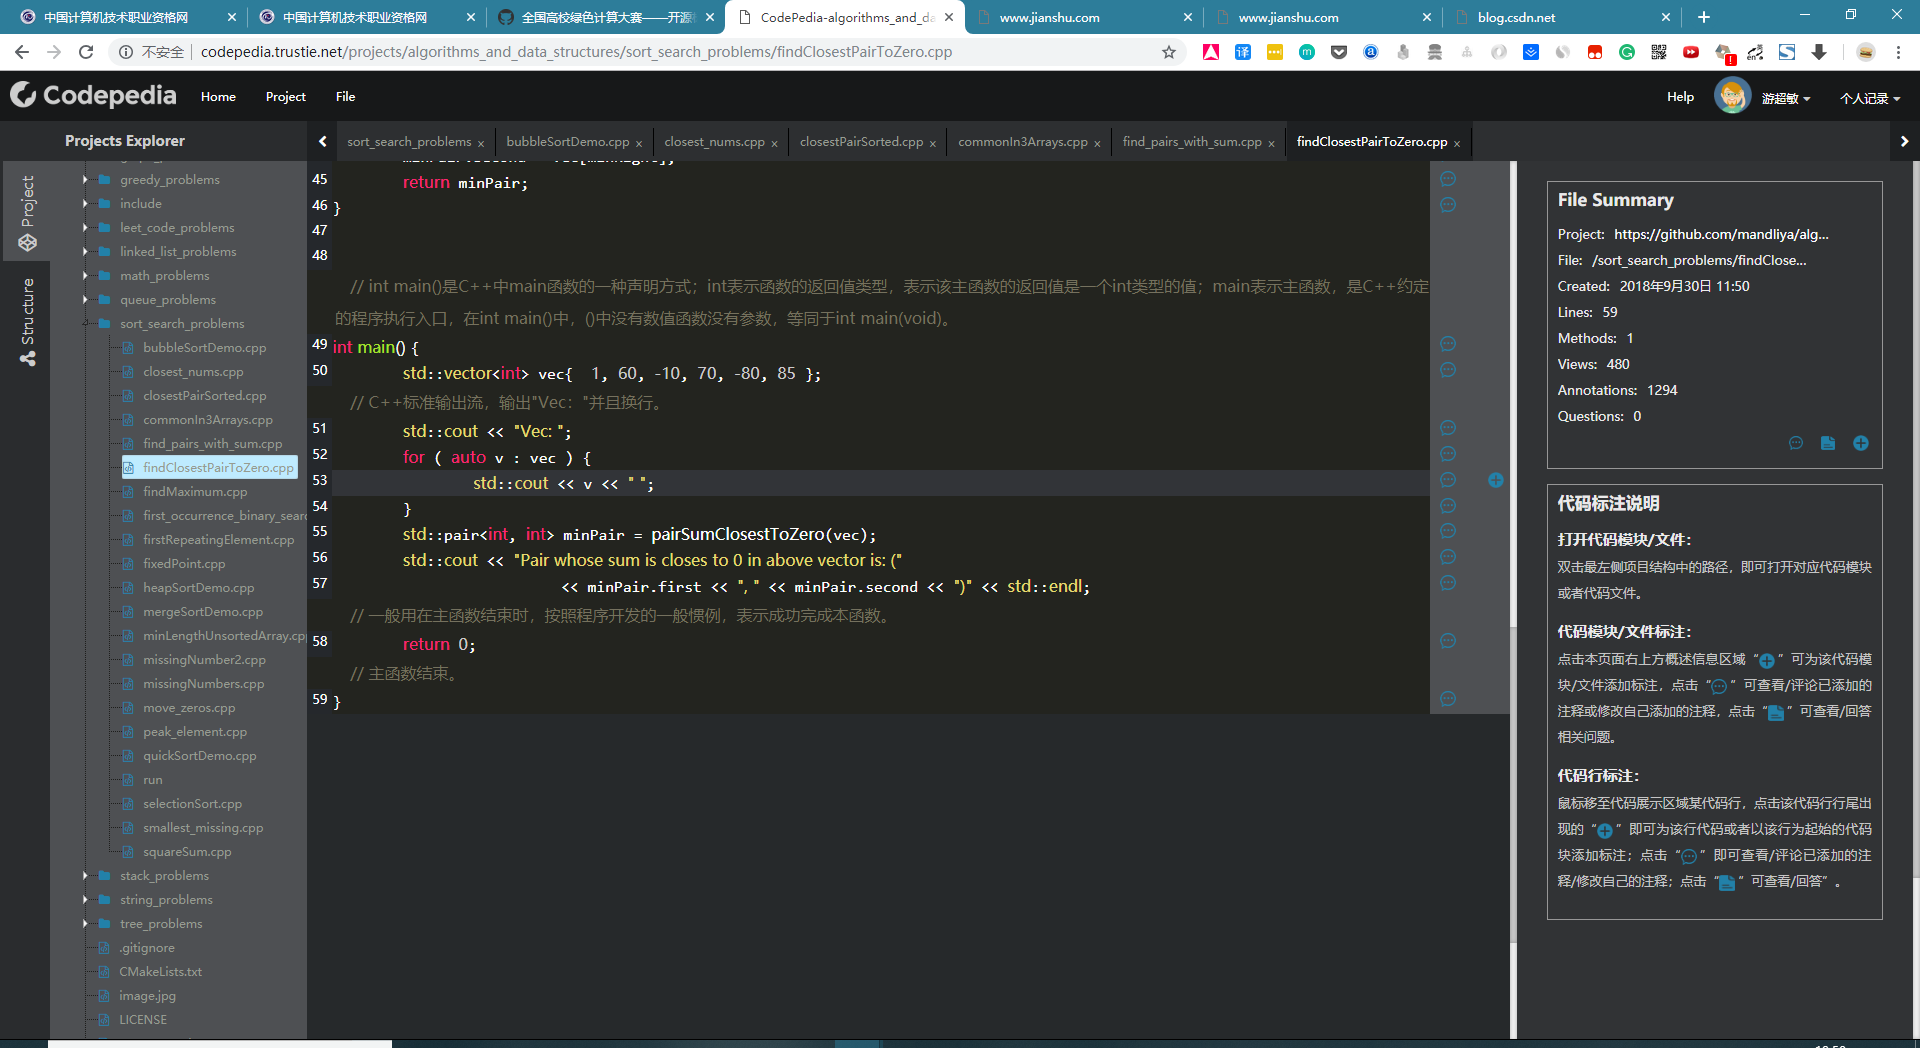 中国计算机技术职业资格网
中国计算机技术职业资格网
全国高校绿色计算大赛——开源
CodePedia-algorithms_and_da
www.jianshu.com
www.jianshu.com
blog.csdn.net
不安全
codepedia.trustie.net/projects/algorithms_and_data_structures/sort_search_problems/findClosestPairToZero.cpp
Codepedia
Home
Project
File
Help
游超敏
个人记录
Projects Explorer
sort_search_problems ×
bubbleSortDemo.cpp ×
closest_nums.cpp ×
closestPairSorted.cpp ×
commonIn3Arrays.cpp ×
find_pairs_with_sum.cpp ×
findClosestPairToZero.cpp ×
Project
Structure
greedy_problems
include
leet_code_problems
linked_list_problems
math_problems
queue_problems
sort_search_problems
bubbleSortDemo.cpp
closest_nums.cpp
closestPairSorted.cpp
commonIn3Arrays.cpp
find_pairs_with_sum.cpp
findClosestPairToZero.cpp
findMaximum.cpp
first_occurrence_binary_searc
firstRepeatingElement.cpp
fixedPoint.cpp
heapSortDemo.cpp
mergeSortDemo.cpp
minLengthUnsortedArray.cpp
missingNumber2.cpp
missingNumbers.cpp
move_zeros.cpp
peak_element.cpp
quickSortDemo.cpp
run
selectionSort.cpp
smallest_missing.cpp
squareSum.cpp
stack_problems
string_problems
tree_problems
.gitignore
CMakeLists.txt
image.jpg
LICENSE
45 return minPair;
46 }
47
48
// int main()是C++中main函数的一种声明方式；int表示函数的返回值类型，表示该主函数的返回值是一个int类型的值；main表示主函数，是C++约定
的程序执行入口，在int main()中，()中没有数值函数没有参数，等同于int main(void)。
49 int main() {
50 std::vector<int> vec{ 1, 60, -10, 70, -80, 85 };
// C++标准输出流，输出"Vec："并且换行。
51 std::cout << "Vec: ";
52 for ( auto v : vec ) {
53 std::cout << v << " ";
54 }
55 std::pair<int, int> minPair = pairSumClosestToZero(vec);
56 std::cout << "Pair whose sum is closes to 0 in above vector is: ("
57 << minPair.first << "," << minPair.second << ")" << std::endl;
// 一般用在主函数结束时，按照程序开发的一般惯例，表示成功完成本函数。
58 return 0;
// 主函数结束。
59 }
File Summary
Project: https://github.com/mandliya/alg...
File: /sort_search_problems/findClose...
Created: 2018年9月30日 11:50
Lines: 59
Methods: 1
Views: 480
Annotations: 1294
Questions: 0
代码标注说明
打开代码模块/文件：
双击最左侧项目结构中的路径，即可打开对应代码模块
或者代码文件。
代码模块/文件标注：
点击本页面右上方概述信息区域“ ”可为该代码模
块/文件添加标注，点击“ ”可查看/评论已添加的
注释或修改自己添加的注释，点击“ ”可查看/回答
相关问题。
代码行标注：
鼠标移至代码展示区域某代码行，点击该代码行行尾出
现的“ ”即可为该行代码或者以该行为起始的代码
块添加标注；点击“ ”即可查看/评论已添加的注
释/修改自己的注释；点击“ ”可查看/回答”。